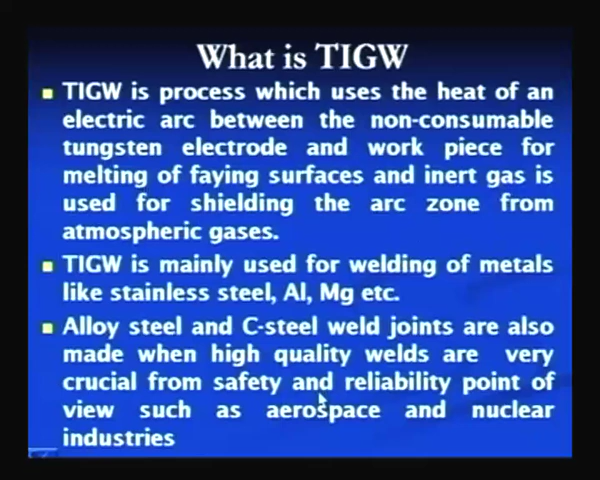 What is TIGW
TIGW is process which uses the heat of an
electric arc between the non-consumable
tungsten electrode and work piece for
melting of faying surfaces and inert gas is
used for shielding the arc zone from
atmospheric gases.
TIGW is mainly used for welding of metals
like stainless steel, Al, Mg etc.
Alloy steel and C-steel weld joints are also
made when high quality welds are very
crucial from safety and reliability point of
view such as aerospace and nuclear
industries